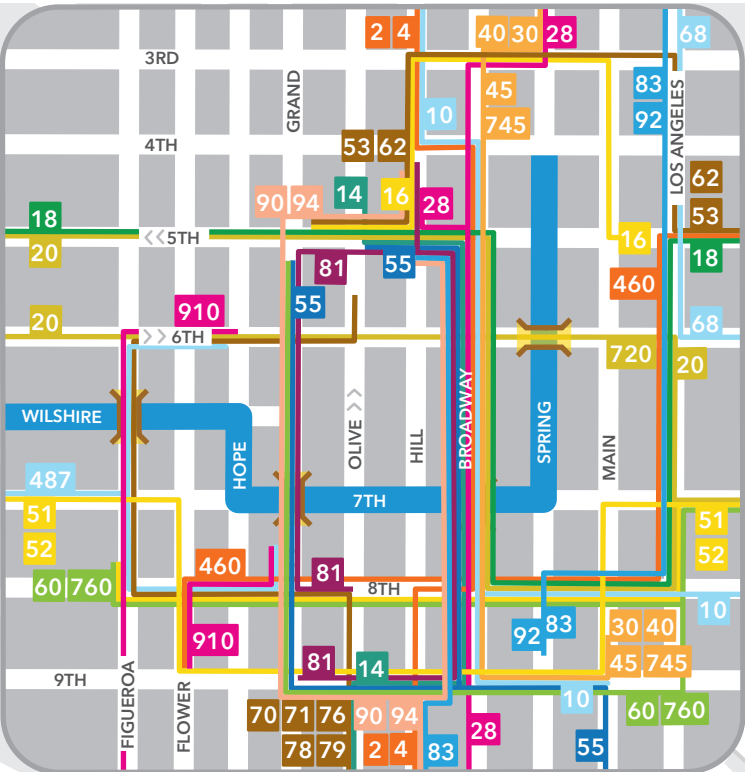 2 4
40 30 28
68
3RD
GRAND
45
745
10
83
92
LOS ANGELES
4TH
53 62
90 94
14
16
28
62
53
18
<<5TH
20
16
18
81
55
460
55
910
20
>> 6TH
68
720
20
WILSHIRE
HOPE
OLIVE >>
HILL
BROADWAY
SPRING
MAIN
487
7TH
51
52
51
52
460
81
60 760
8TH
10
92
83
30 40
45 745
910
81
14
9TH
FIGUEROA
FLOWER
10
60 760
70 71 76
90 94
78 79
2 4
83
28
55